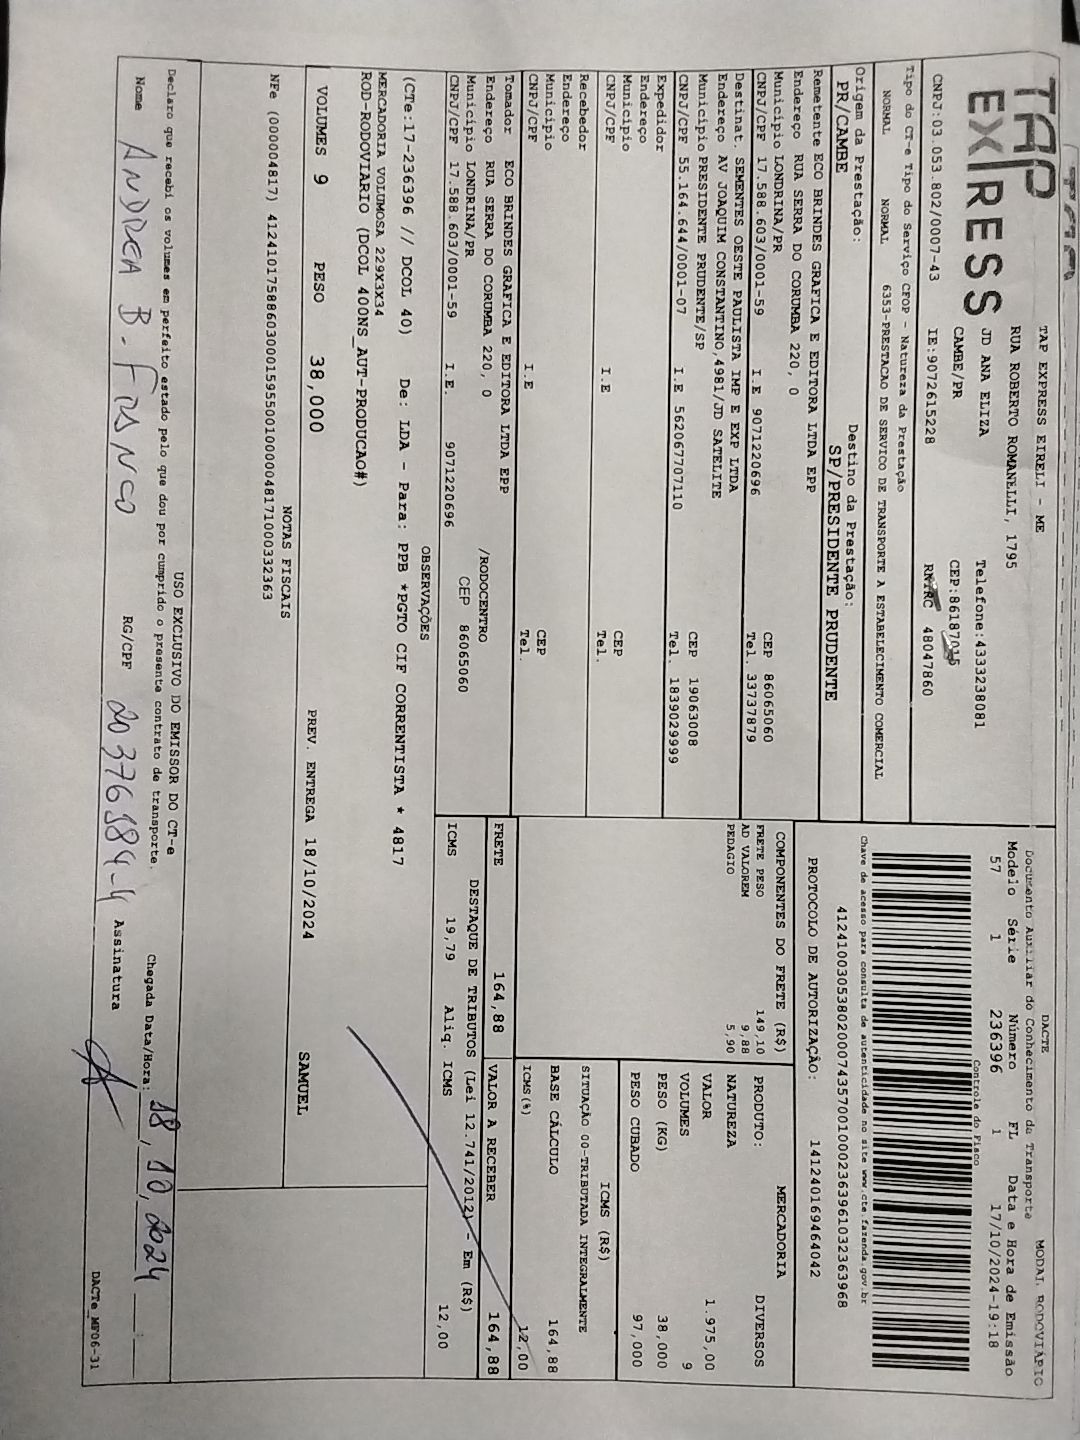 TAP EXPRESS
TAP EXPRESS EIRELI - ME
RUA ROBERTO ROMANELLI, 1795
Telefone:4333238081
JD ANA ELIZA
CEP:86187015
CAMBE/PR
CNPJ:03.053.802/0007-43 IE:9072615228 RNTRC 48047860
DACTE MODAL RODOVIÁRIO
Documento Auxiliar do Conhecimento de Transporte
Modelo Série Número FL Data e Hora de Emissão
57 1 236396 1 17/10/2024-19:18
Controle do Fisco
Chave de acesso para consulta de autenticidade no site www.cte.fazenda.gov.br
41241003053802000743570010002363961032363968
PROTOCOLO DE AUTORIZAÇÃO: 141240169464042
Tipo do CT-e Tipo do Serviço CFOP - Natureza da Prestação
NORMAL NORMAL 6353-PRESTACAO DE SERVICO DE TRANSPORTE A ESTABELECIMENTO COMERCIAL
Origem da Prestação: Destino da Prestação:
PR/CAMBE SP/PRESIDENTE PRUDENTE
Remetente ECO BRINDES GRAFICA E EDITORA LTDA EPP
Endereço RUA SERRA DO CORUMBA 220, 0
Município LONDRINA/PR CEP 86065060
CNPJ/CPF 17.588.603/0001-59 I.E 9071220696 Tel. 33737879
Destinat. SEMENTES OESTE PAULISTA IMP E EXP LTDA
Endereço AV JOAQUIM CONSTANTINO,4981/JD SATELITE
Município PRESIDENTE PRUDENTE/SP CEP 19063008
CNPJ/CPF 55.164.644/0001-07 I.E 562067707110 Tel. 1839029999
Expedidor
Endereço
Município CEP
CNPJ/CPF I.E Tel.
Recebedor
Endereço
Município CEP
CNPJ/CPF I.E Tel.
Tomador ECO BRINDES GRAFICA E EDITORA LTDA EPP
Endereço RUA SERRA DO CORUMBA 220, 0 /RODOCENTRO
Município LONDRINA/PR CEP 86065060
CNPJ/CPF 17.588.603/0001-59 I.E. 9071220696
COMPONENTES DO FRETE (R$)
FRETE PESO 149,10
AD VALOREM 9,88
PEDAGIO 5,90
MERCADORIA
PRODUTO: DIVERSOS
NATUREZA
VALOR 1.975,00
VOLUMES 9
PESO (KG) 38,000
PESO CUBADO 97,000
ICMS (R$)
SITUAÇÃO 00-TRIBUTADA INTEGRALMENTE
BASE CÁLCULO 164,88
ICMS(%) 12,00
FRETE 164,88 VALOR A RECEBER 164,88
DESTAQUE DE TRIBUTOS (Lei 12.741/2012) - Em (R$)
ICMS 19,79 Aliq. ICMS 12,00
OBSERVAÇÕES
(CTe:17-236396 // DCOL 40) De: LDA - Para: PPB *PGTO CIF CORRENTISTA * 4817
MERCADORIA VOLUMOSA 229X3X34
ROD-RODOVIARIO (DCOL 400NS_AUT-PRODUCAO#)
VOLUMES 9 PESO 38,000 PREV. ENTREGA 18/10/2024 SAMUEL
NOTAS FISCAIS
NFe (00004817) 41241017588603000159550010000048171000332363
USO EXCLUSIVO DO EMISSOR DO CT-e
Declaro que recebi os volumes em perfeito estado pelo que dou por cumprido o presente contrato de transporte. Chegada Data/Hora: 18,10,2024 __:__
Nome ANDREA B. RG/CPF 20376984-4 Assinatura
DACTe_MP06-31